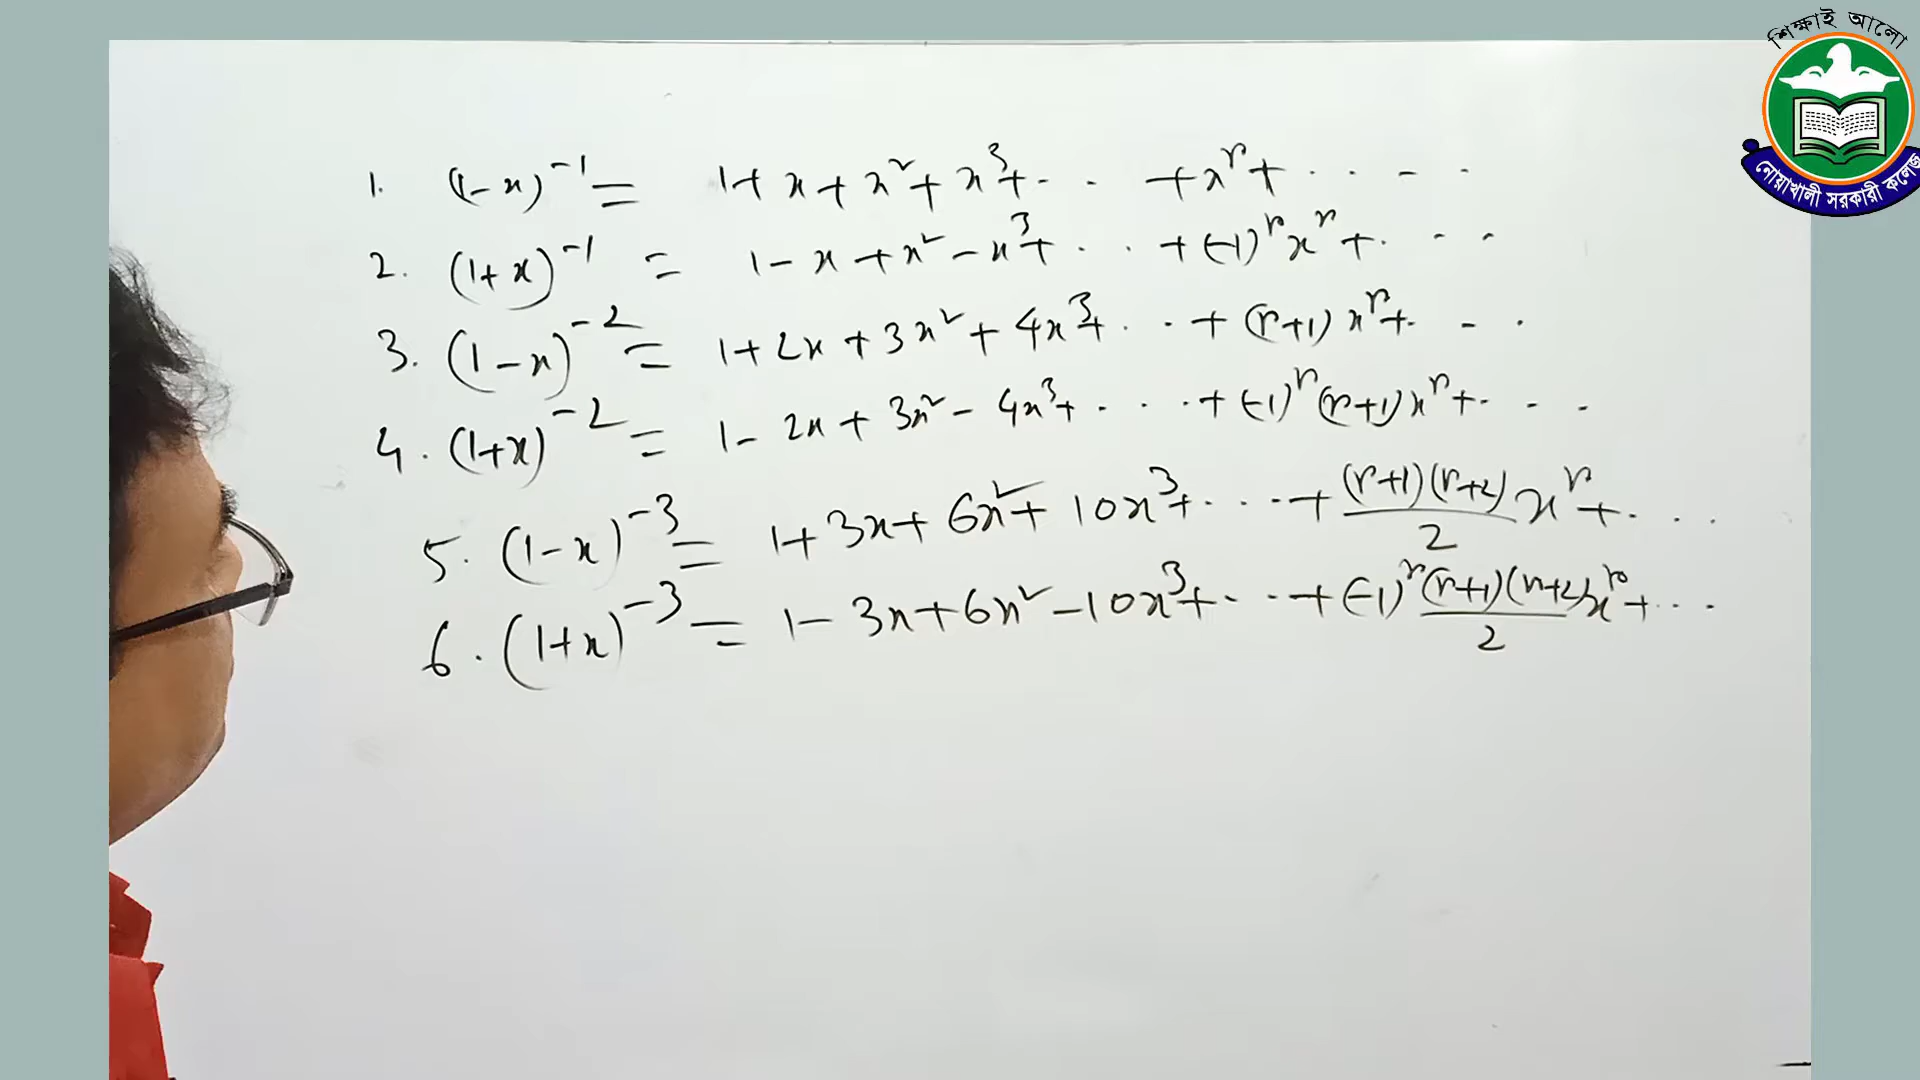 শিক্ষাই আলো
নোয়াখালী সরকারী কলেজ
1. (1-x)^-1 = 1+x+x^2+x^3+.. .. +x^r+....
2. (1+x)^-1 = 1-x+x^2-x^3+.. ..+(-1)^r x^r+...
3. (1-x)^-2 = 1+2x+3x^2+4x^3+.. ..+(r+1)x^r+...
4. (1+x)^-2 = 1-2x+3x^2-4x^3+....+(-1)^r (r+1)x^r+...
5. (1-x)^-3 = 1+3x+6x^2+10x^3+....+(r+1)(r+2)/2 x^r+...
6. (1+x)^-3 = 1-3x+6x^2-10x^3+....+(-1)^r (r+1)(r+2)/2 x^r+...